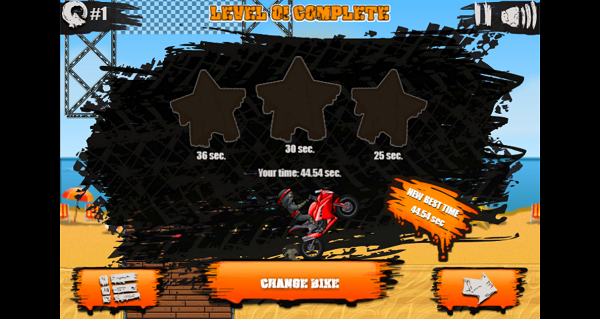 #1
LEVEL 01 COMPLETE
36 sec.
30 sec.
25 sec.
Your time: 44.54 sec.
NEW BEST TIME
44.54 sec.
CHANGE BIKE